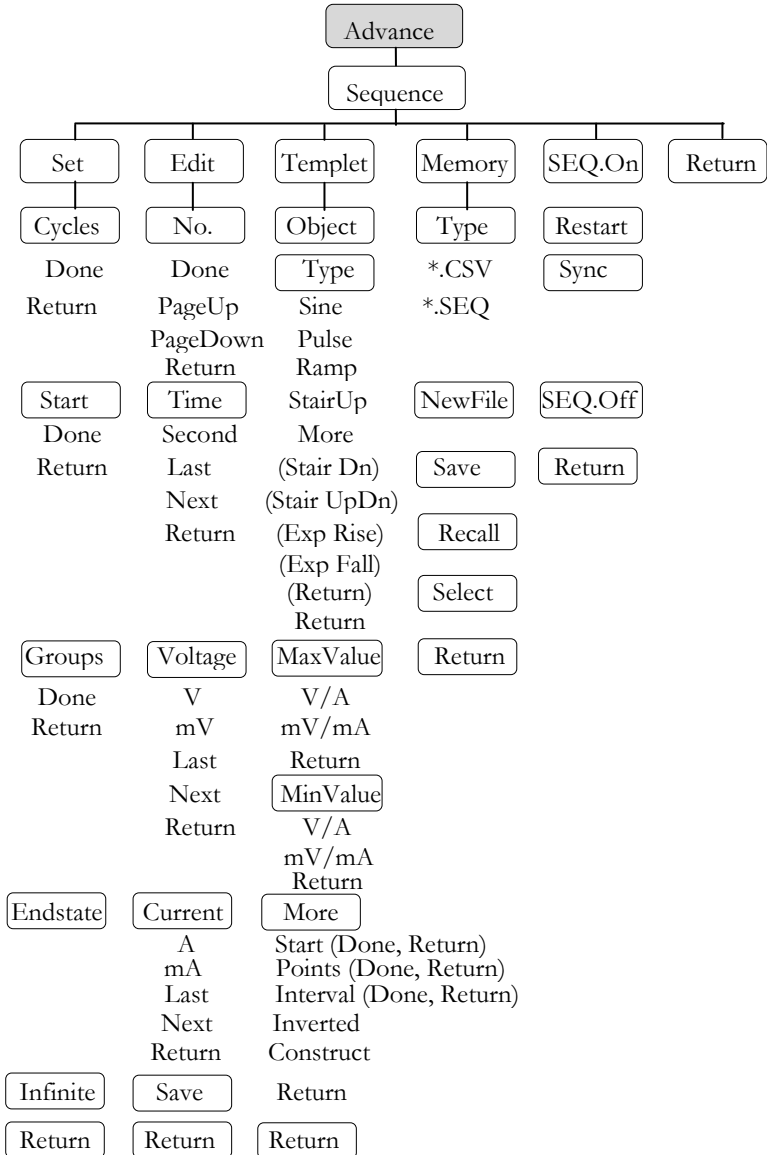 Advance
Sequence
Set Edit Templet Memory SEQ.On Return
Cycles No. Object Type Restart
Done Done Type *.CSV Sync
Return PageUp Sine *.SEQ
PageDown Pulse
Return Ramp
Start Time StairUp NewFile SEQ.Off
Done Second More
Return Last (Stair Dn) Save Return
Next (Stair UpDn)
Return (Exp Rise) Recall
(Exp Fall)
(Return) Select
Return
Groups Voltage MaxValue Return
Done V V/A
Return mV mV/mA
Last Return
Next MinValue
Return V/A
mV/mA
Return
Endstate Current More
A Start (Done, Return)
mA Points (Done, Return)
Last Interval (Done, Return)
Next Inverted
Return Construct
Infinite Save Return
Return Return Return